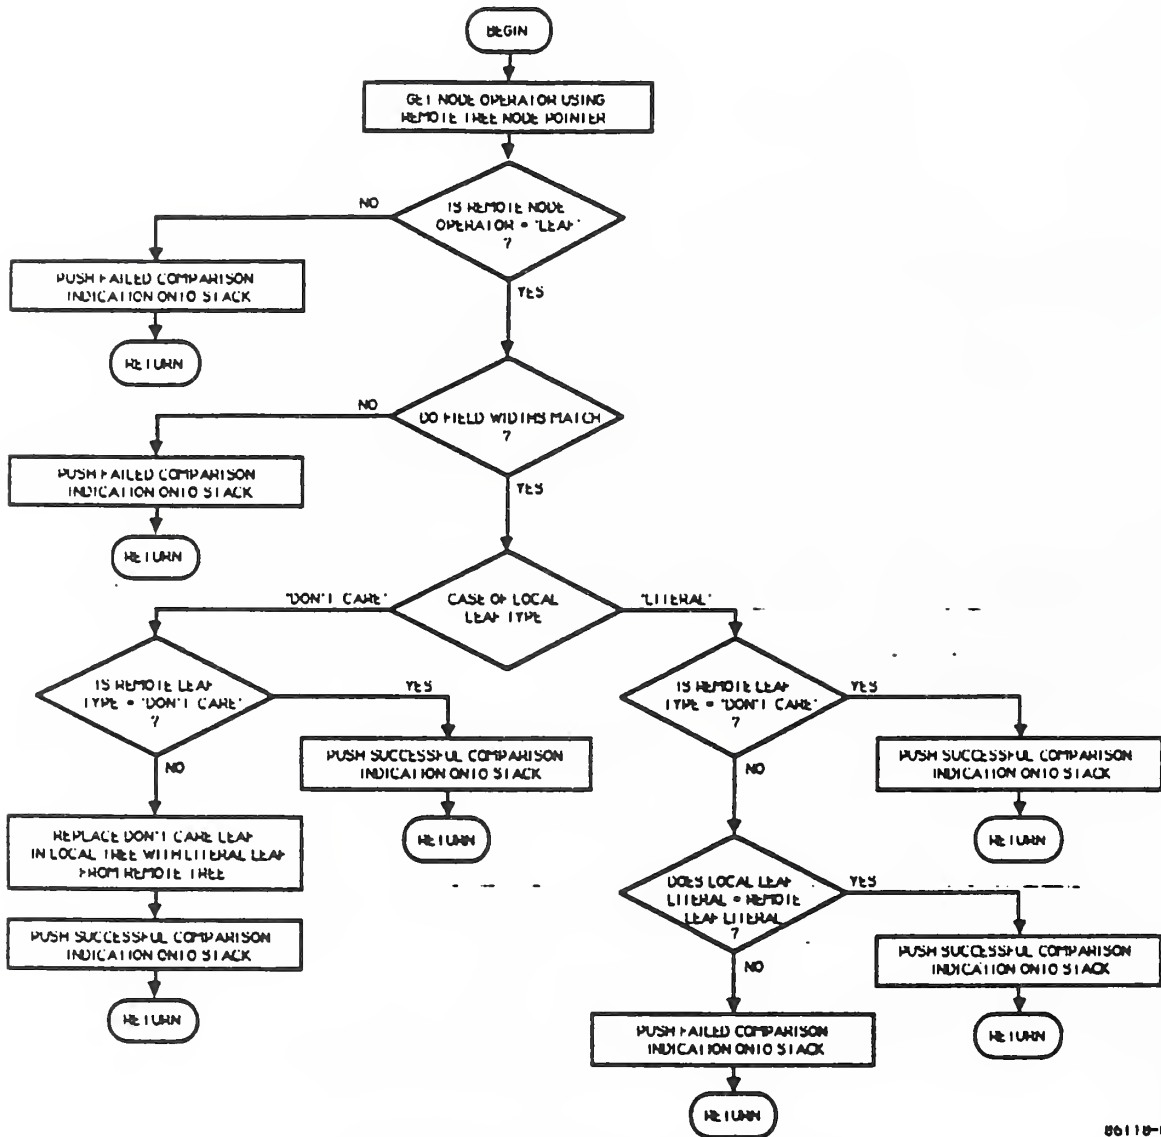 BEGIN
GET NODE OPERATOR USING
REMOTE TREE NODE POINTER
IS REMOTE NODE
OPERATOR = "LEAF"
?
NO
YES
PUSH FAILED COMPARISON
INDICATION ONTO STACK
RETURN
DO FIELD WIDTHS MATCH
?
NO
YES
PUSH FAILED COMPARISON
INDICATION ONTO STACK
RETURN
CASE OF LOCAL
LEAF TYPE
"DON'T CARE"
"LITERAL"
IS REMOTE LEAF
TYPE = "DON'T CARE"
?
YES
NO
PUSH SUCCESSFUL COMPARISON
INDICATION ONTO STACK
RETURN
REPLACE DON'T CARE LEAF
IN LOCAL TREE WITH LITERAL LEAF
FROM REMOTE TREE
PUSH SUCCESSFUL COMPARISON
INDICATION ONTO STACK
RETURN
IS REMOTE LEAF
TYPE = "DON'T CARE"
?
YES
NO
PUSH SUCCESSFUL COMPARISON
INDICATION ONTO STACK
RETURN
DOES LOCAL LEAF
LITERAL = REMOTE
LEAF LITERAL
?
YES
NO
PUSH SUCCESSFUL COMPARISON
INDICATION ONTO STACK
RETURN
PUSH FAILED COMPARISON
INDICATION ONTO STACK
RETURN